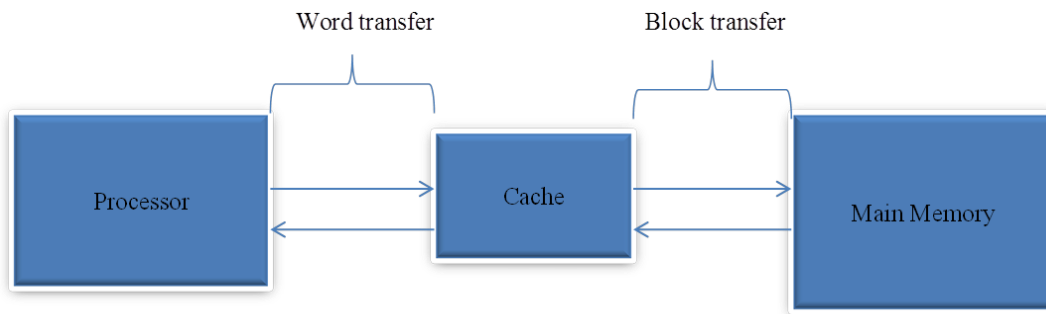 Word transfer
Block transfer
Processor
Cache
Main Memory